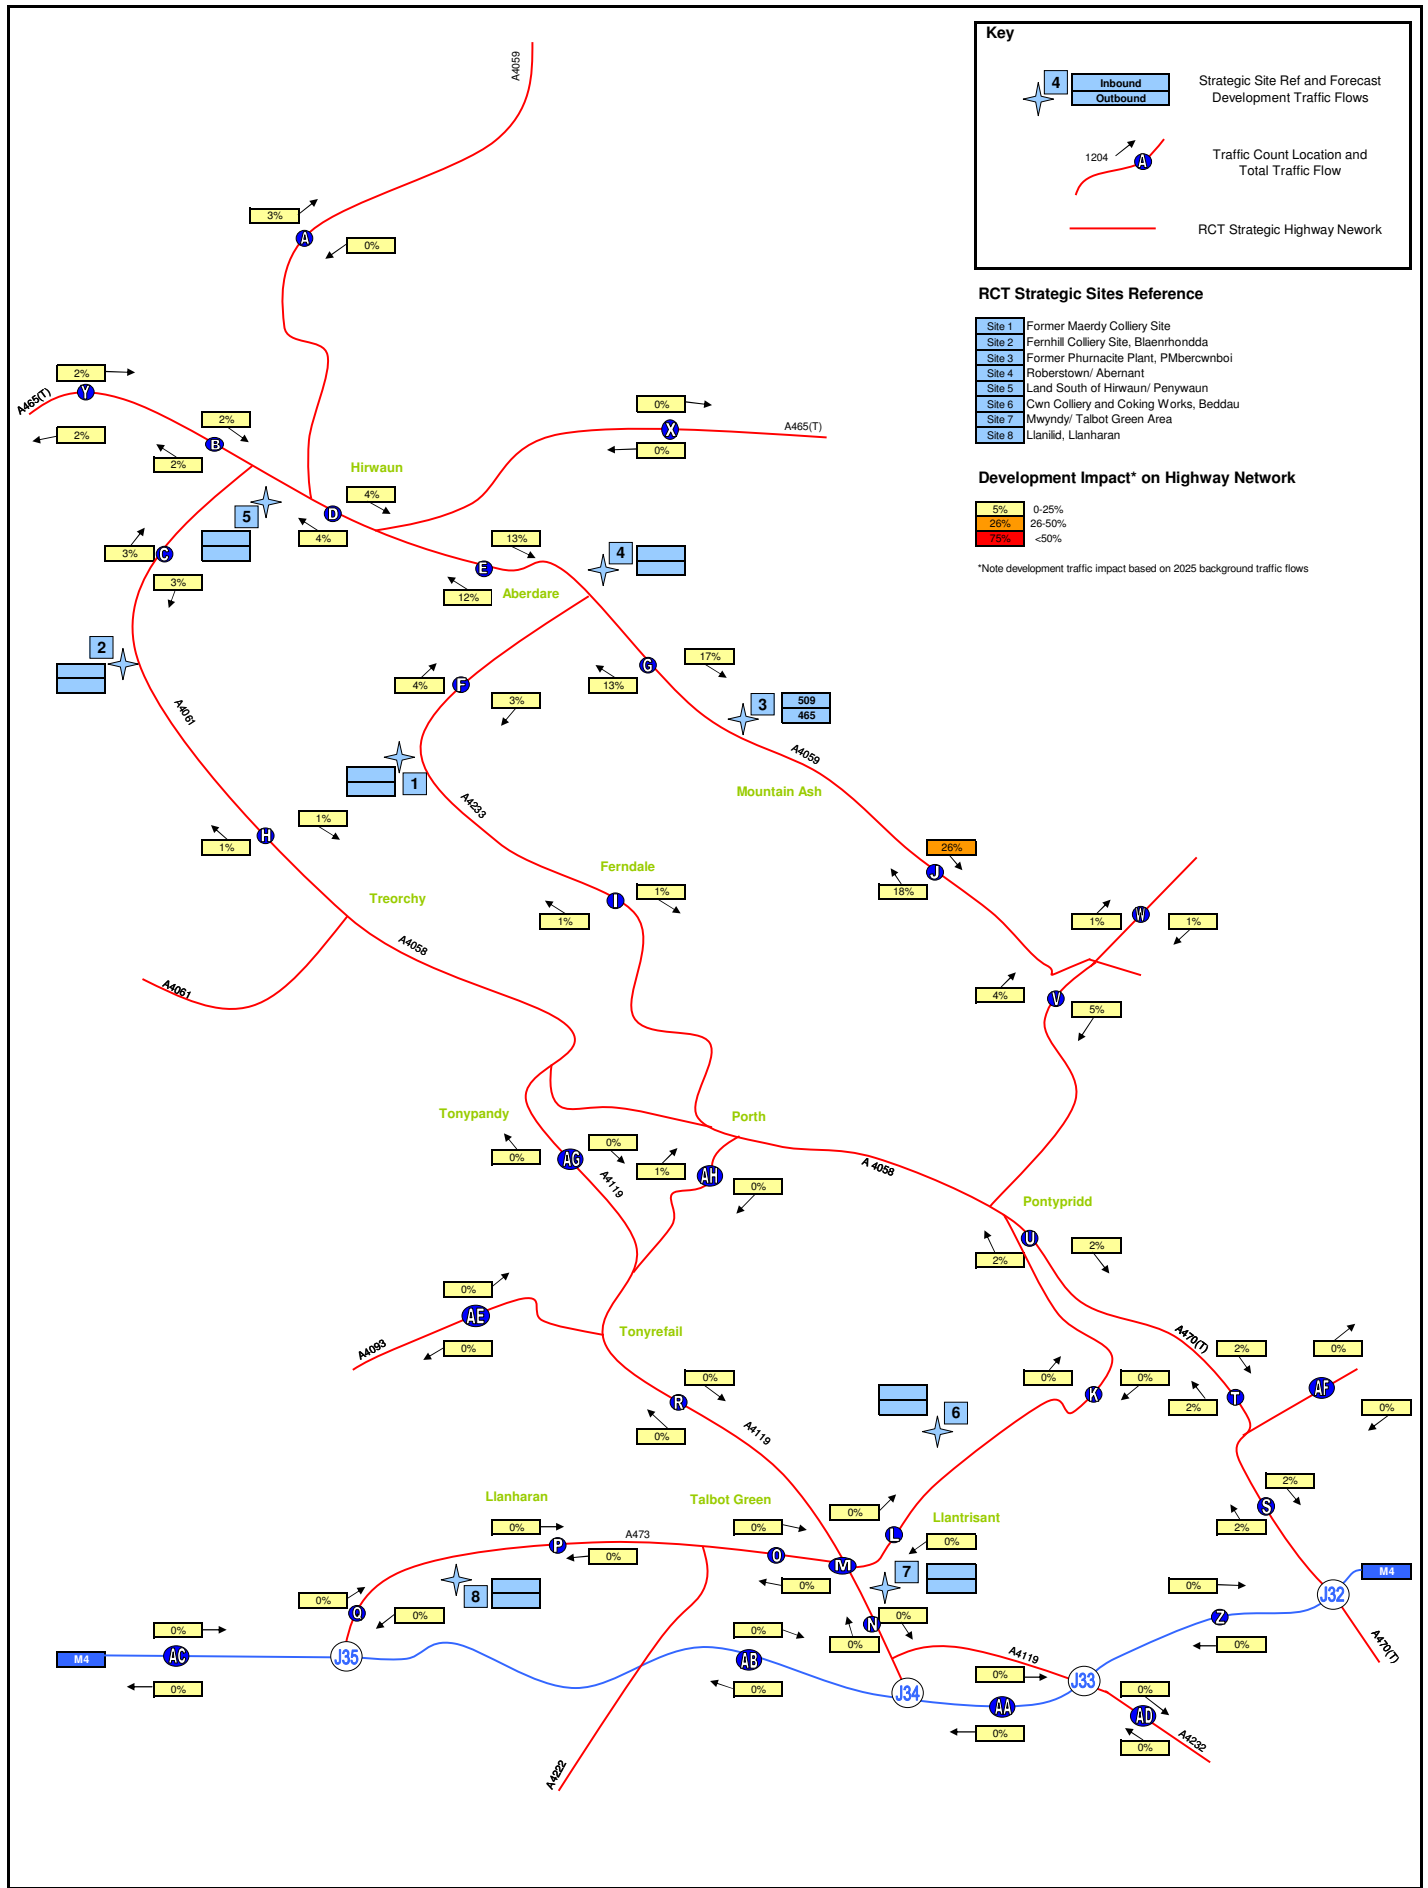 Key
4
Inbound
Outbound
Strategic Site Ref and Forecast
Development Traffic Flows
1204
A
Traffic Count Location and
Total Traffic Flow
RCT Strategic Highway Nework
RCT Strategic Sites Reference
Site 1 Former Maerdy Colliery Site
Site 2 Fernhill Colliery Site, Blaenrhondda
Site 3 Former Phurnacite Plant, PMbercwnboi
Site 4 Roberstown/ Abernant
Site 5 Land South of Hirwaun/ Penywaun
Site 6 Cwn Colliery and Coking Works, Beddau
Site 7 Mwyndy/ Talbot Green Area
Site 8 Llanilid, Llanharan
Development Impact* on Highway Network
5% 0-25%
26% 26-50%
75% <50%
*Note development traffic impact based on 2025 background traffic flows
A4059
3%
A
0%
2%
Y
A465(T)
2%
2%
B
2%
0%
X
A465(T)
0%
Hirwaun
4%
D
4%
5
3%
C
3%
13%
E
12%
Aberdare
4
2
A4061
4%
F
3%
17%
G
13%
3
509
465
A4059
Mountain Ash
1
A4233
1%
H
1%
Treorchy
Ferndale
1%
I
1%
26%
J
18%
1%
W
1%
A4058
A4061
4%
V
5%
Tonypandy
Porth
0%
AG
0%
A4119
1%
AH
0%
A 4058
Pontypridd
U
2%
2%
0%
AE
0%
A4093
Tonyrefail
0%
R
0%
A4119
6
0%
K
0%
A470(T)
2%
T
2%
0%
AF
0%
2%
S
2%
Llanharan
0%
P
0%
A473
Talbot Green
0%
O
0%
M
0%
L
0%
Llantrisant
7
8
0%
Q
0%
N
0%
0%
M4
0%
AC
0%
J35
0%
AB
0%
J34
A4119
0%
AA
0%
J33
0%
AD
0%
A4232
0%
Z
0%
J32
M4
A470(T)
A4222